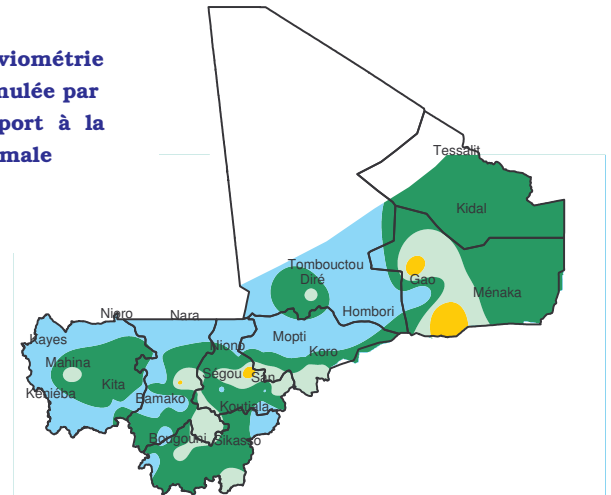 viométrie
nulée par
port à la
male
Tessalit
Kidal
Tombouctou
Diré
Gao
Ménaka
Hombori
Nioro
Nara
Kayes
Niono
Mopti
Koro
Mahina
Kita
Ségou
San
Kéniéba
Bamako
Koutiala
Bougouni
Sikasso